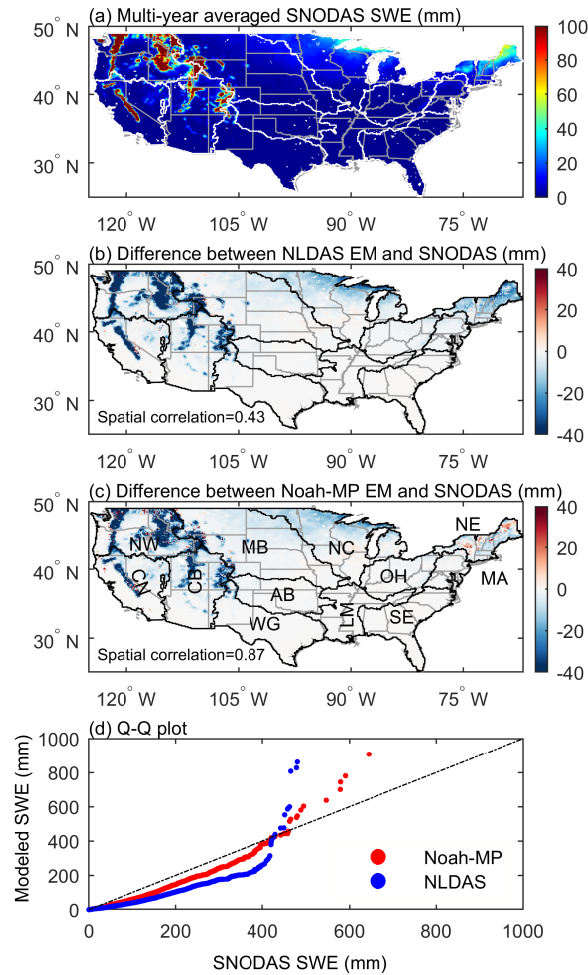 (a) Multi-year averaged SNODAS SWE (mm)
50° N
40° N
30° N
120° W 105° W 90° W 75° W
100
80
60
40
20
0
(b) Difference between NLDAS EM and SNODAS (mm)
50° N
40° N
30° N
Spatial correlation=0.43
120° W 105° W 90° W 75° W
40
20
0
-20
-40
(c) Difference between Noah-MP EM and SNODAS (mm)
50° N
40° N
30° N
NE
NW MB NC
CN CB OH MA
AB
WG LM SE
Spatial correlation=0.87
120° W 105° W 90° W 75° W
40
20
0
-20
-40
(d) Q-Q plot
Modeled SWE (mm)
1000
800
600
400
200
0
Noah-MP
NLDAS
0 200 400 600 800 1000
SNODAS SWE (mm)